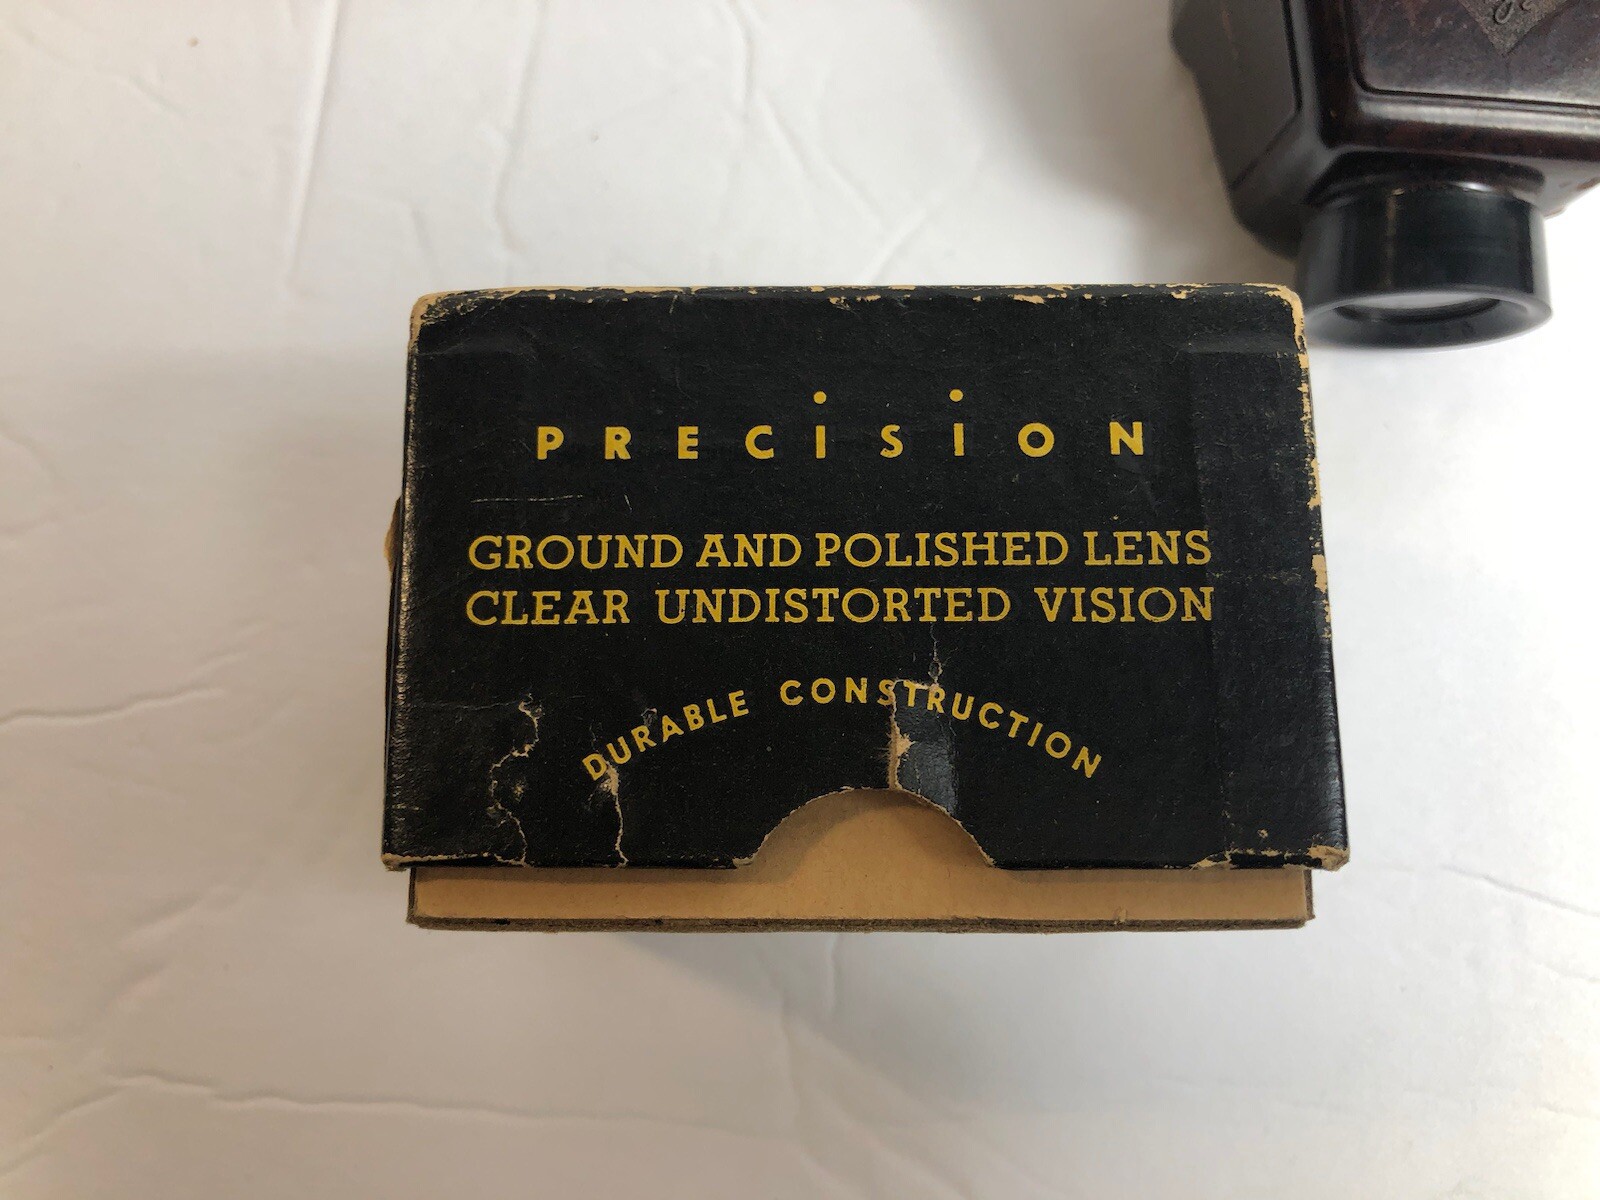 PRECiSiON
GROUND AND POLISHED LENS
CLEAR UNDISTORTED VISION
DURABLE CONSTRUCTION